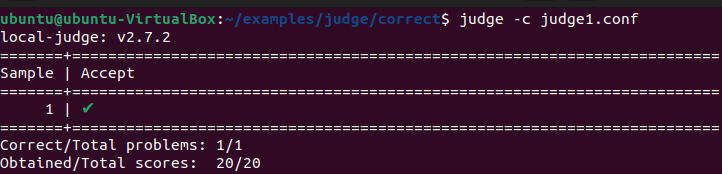 ubuntu@ubuntu-VirtualBox:~/examples/judge/correct$ judge -c judge1.conf
local-judge: v2.7.2
=======+================================================================
Sample | Accept
=======+================================================================
     1 | ✔
=======+================================================================
Correct/Total problems: 1/1
Obtained/Total scores:  20/20